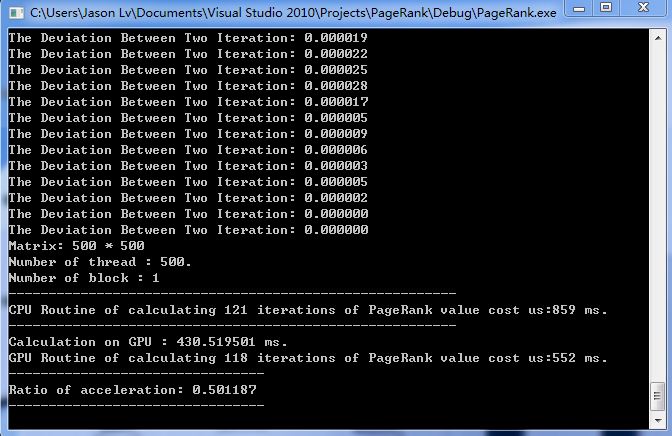 C:\Users\Jason Lv\Documents\Visual Studio 2010\Projects\PageRank\Debug\PageRank.exe
The Deviation Between Two Iteration: 0.000019
The Deviation Between Two Iteration: 0.000022
The Deviation Between Two Iteration: 0.000025
The Deviation Between Two Iteration: 0.000028
The Deviation Between Two Iteration: 0.000017
The Deviation Between Two Iteration: 0.000005
The Deviation Between Two Iteration: 0.000009
The Deviation Between Two Iteration: 0.000006
The Deviation Between Two Iteration: 0.000003
The Deviation Between Two Iteration: 0.000005
The Deviation Between Two Iteration: 0.000002
The Deviation Between Two Iteration: 0.000000
The Deviation Between Two Iteration: 0.000000
Matrix: 500 * 500
Number of thread : 500.
Number of block : 1
--------------------------------------------------------
CPU Routine of calculating 121 iterations of PageRank value cost us:859 ms.
--------------------------------------------------------
Calculation on GPU : 430.519501 ms.
GPU Routine of calculating 118 iterations of PageRank value cost us:552 ms.
--------------------------------
Ratio of acceleration: 0.501187
--------------------------------